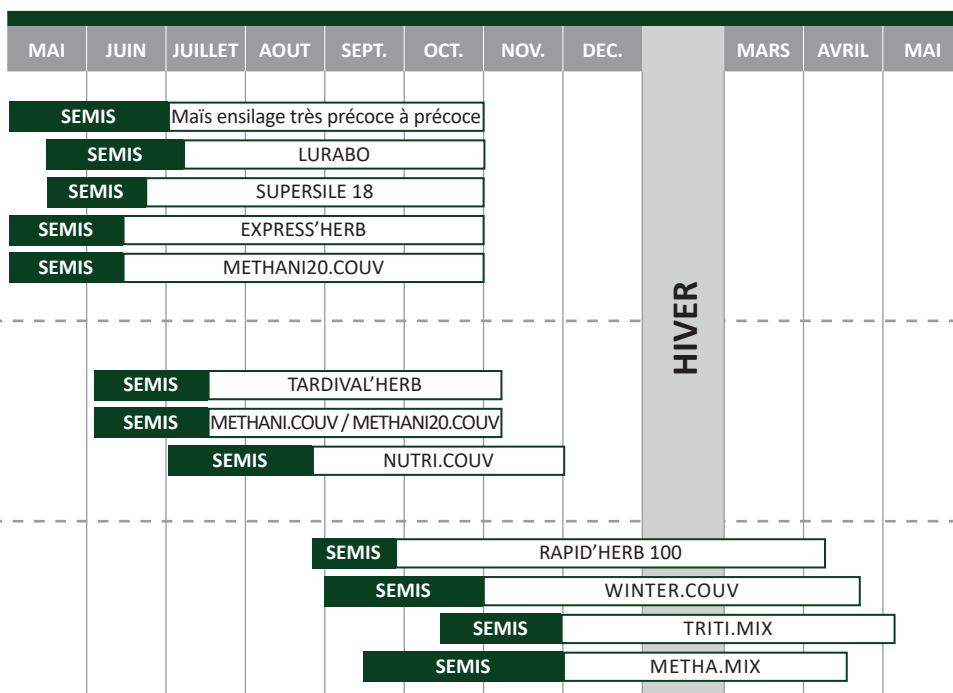 MAI JUIN JUILLET AOUT SEPT. OCT. NOV. DEC. MARS AVRIL MAI
SEMIS Maïs ensilage très précoce à précoce
SEMIS LURABO
SEMIS SUPERSILE 18
SEMIS EXPRESS'HERB
SEMIS METHANI20.COUV
HIVER
SEMIS TARDIVAL'HERB
SEMIS METHANI.COUV / METHANI20.COUV
SEMIS NUTRI.COUV
SEMIS RAPID'HERB 100
SEMIS WINTER.COUV
SEMIS TRITI.MIX
SEMIS METHA.MIX